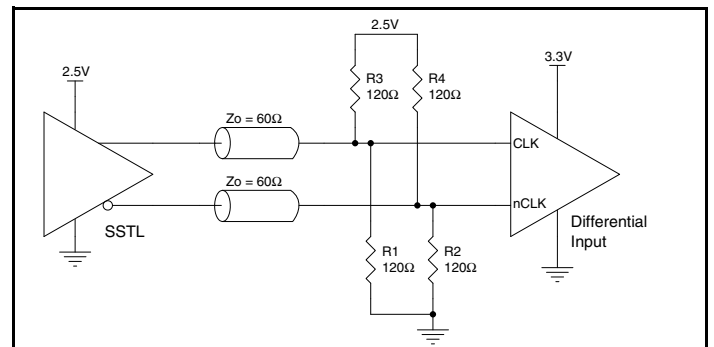 2.5V
2.5V
3.3V
R3
120Ω
R4
120Ω
Zo = 60Ω
CLK
Zo = 60Ω
nCLK
SSTL
Differential
Input
R1
120Ω
R2
120Ω